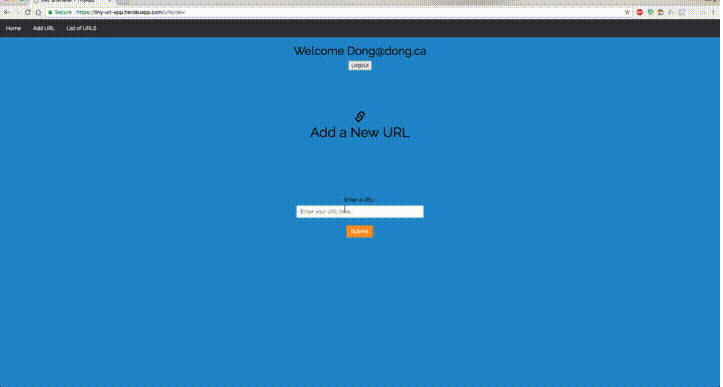 Secure https://tiny-url-app.herokuapp.com/urls/new
Home Add URL List of URLS
Welcome Dong@dong.ca
Logout
Add a New URL
Enter a URL:
Enter your URL here...
Submit